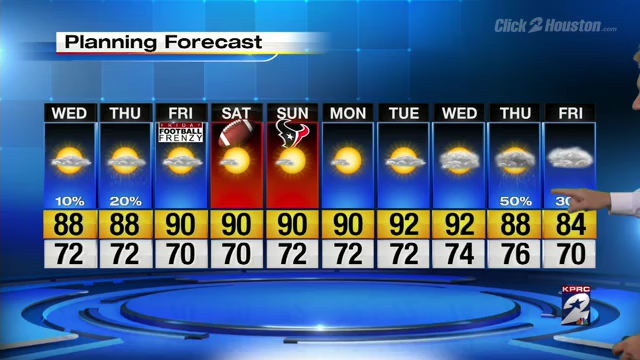 Click2Houston.com
Planning Forecast
WED THU FRI SAT SUN MON TUE WED THU FRI
FRIDAY
FOOTBALL
FRENZY
10% 20% 50% 30%
88 88 90 90 90 90 92 92 88 84
72 72 70 70 72 72 72 74 76 70
KPRC
2